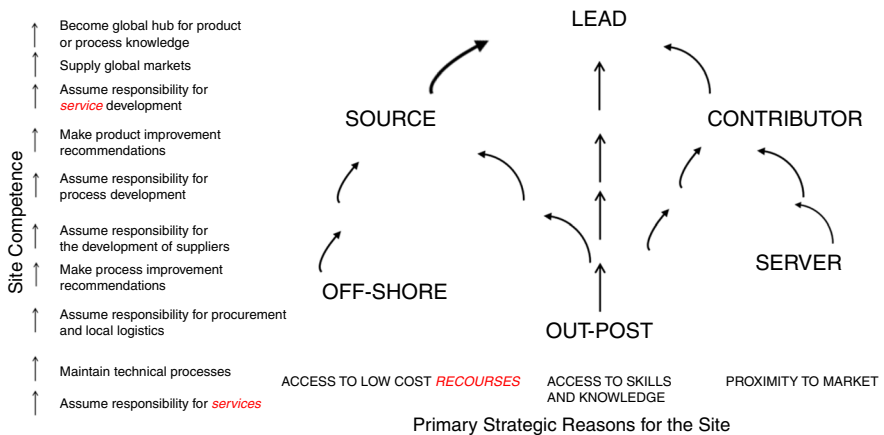 LEAD
Become global hub for product
or process knowledge
Supply global markets
Assume responsibility for
service development
SOURCE
CONTRIBUTOR
Make product improvement
recommendations
Assume responsibility for
process development
Site Competence
Assume responsibility for
the development of suppliers
Make process improvement
recommendations
SERVER
OFF-SHORE
Assume responsibility for procurement
and local logistics
OUT-POST
Maintain technical processes
Assume responsibility for services
ACCESS TO LOW COST RECOURSES
ACCESS TO SKILLS
AND KNOWLEDGE
PROXIMITY TO MARKET
Primary Strategic Reasons for the Site